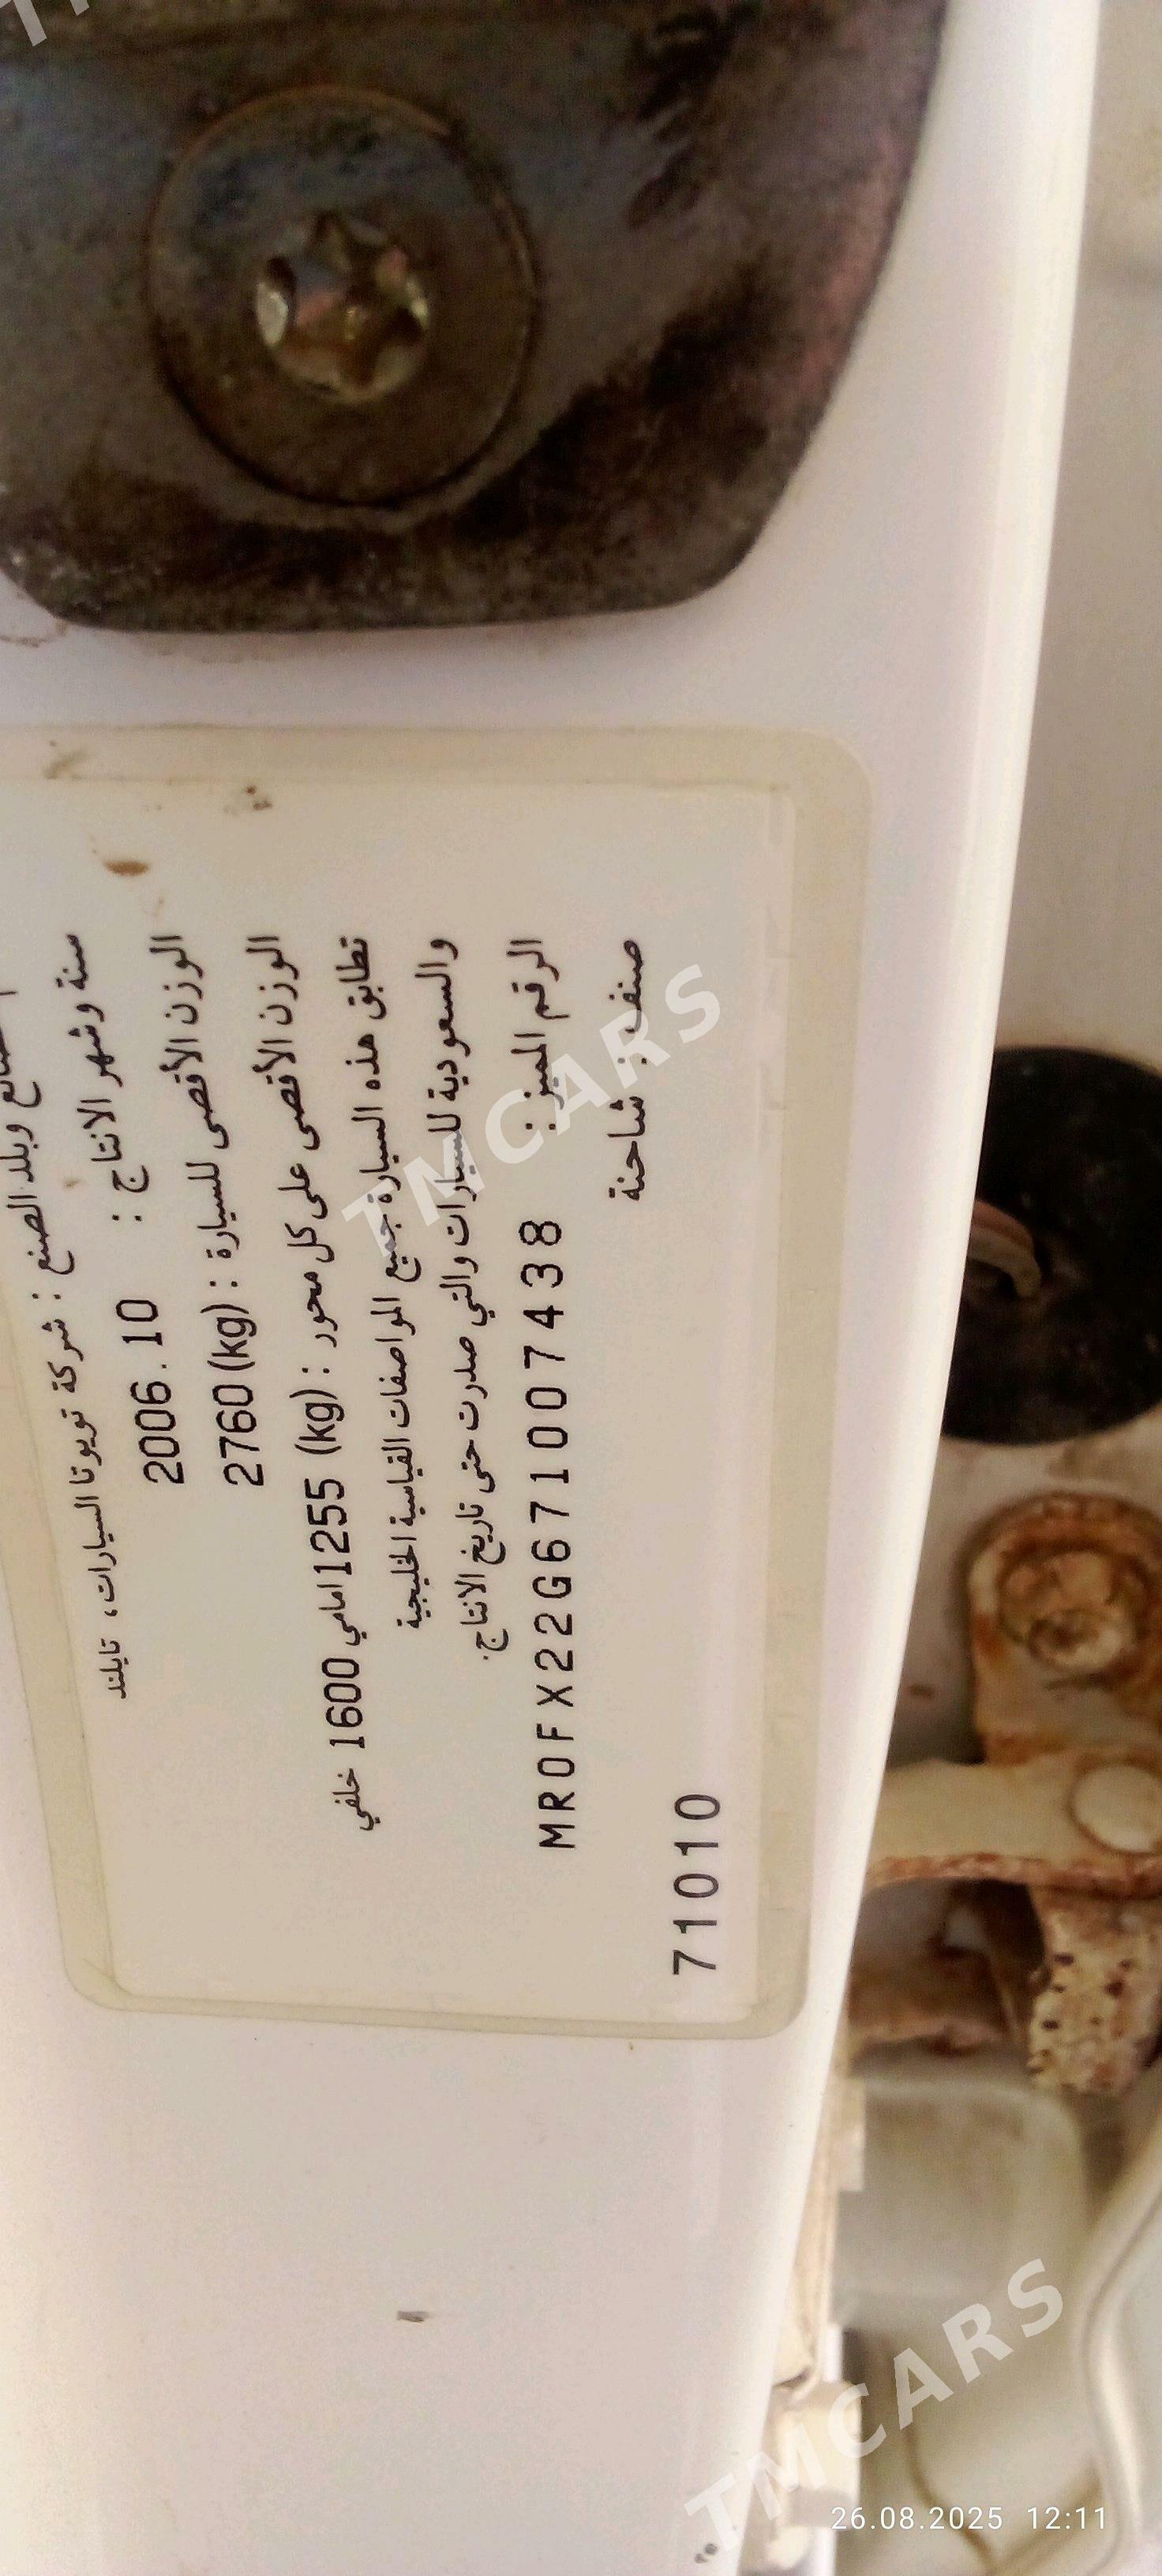 وبلد الصنع : شركة تويوتا السيارات، تايلند
سنة وشهر الانتاج : 2006.10
الوزن الأقصى للسيارة : (kg) 2760
الوزن الأقصى على كل محور : (kg) 1255 امامي 1600 خلفي
تطابق هذه السيارة جميع المواصفات القياسية الخليجية
والسعودية للسيارات والتي صدرت حتى تاريخ الانتاج.
الرقم المميز : MR0FX22G671007438
صنف : شاحنة
71010
TMCARS
TMCARS
26.08.2025 12:11